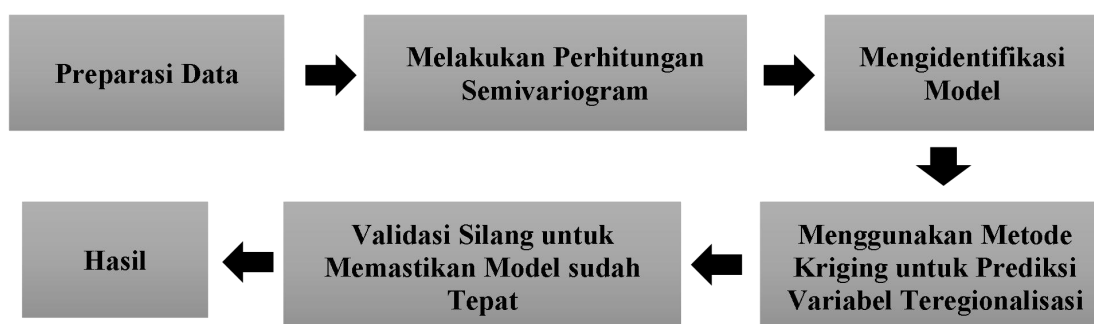 Preparasi Data
Melakukan Perhitungan
Semivariogram
Mengidentifikasi
Model
Menggunakan Metode
Kriging untuk Prediksi
Variabel Teregionalisasi
Validasi Silang untuk
Memastikan Model sudah
Tepat
Hasil